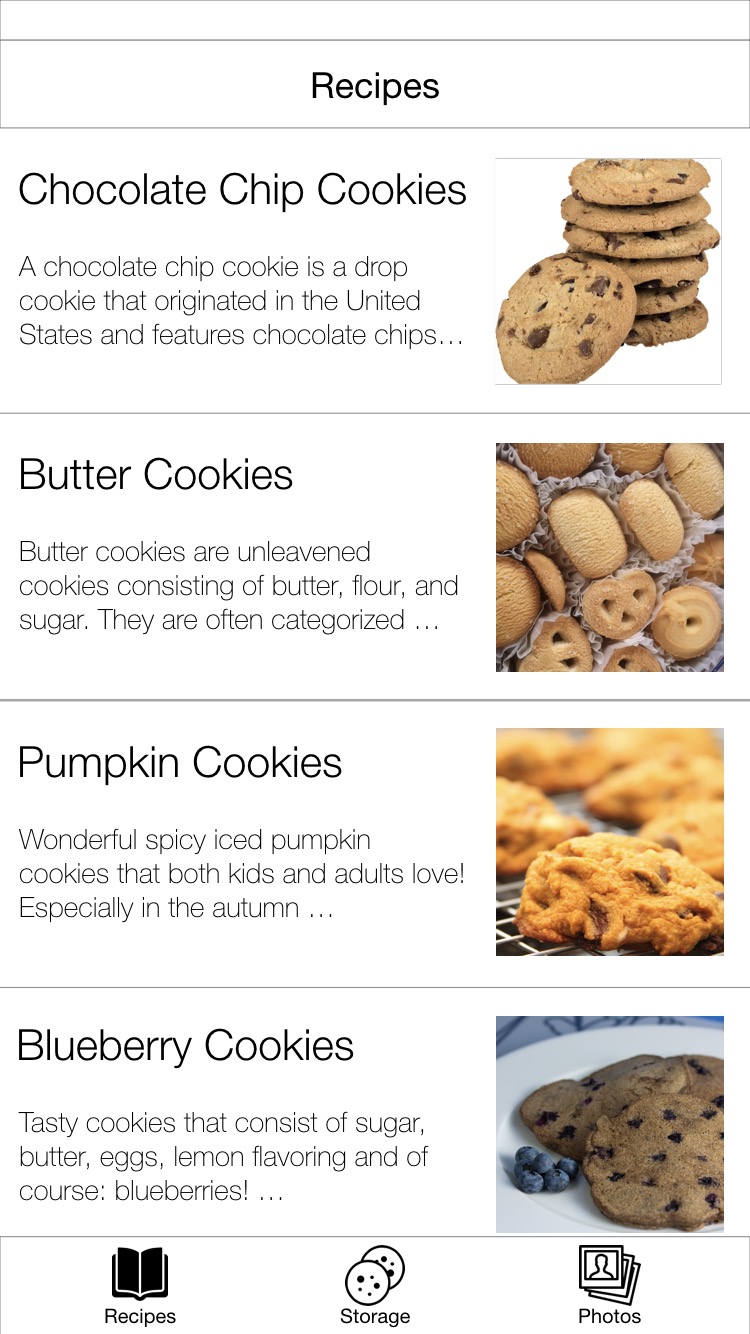 Recipes
Chocolate Chip Cookies
A chocolate chip cookie is a drop
cookie that originated in the United
States and features chocolate chips…
Butter Cookies
Butter cookies are unleavened
cookies consisting of butter, flour, and
sugar. They are often categorized …
Pumpkin Cookies
Wonderful spicy iced pumpkin
cookies that both kids and adults love!
Especially in the autumn …
Blueberry Cookies
Tasty cookies that consist of sugar,
butter, eggs, lemon flavoring and of
course: blueberries! …
Recipes
Storage
Photos